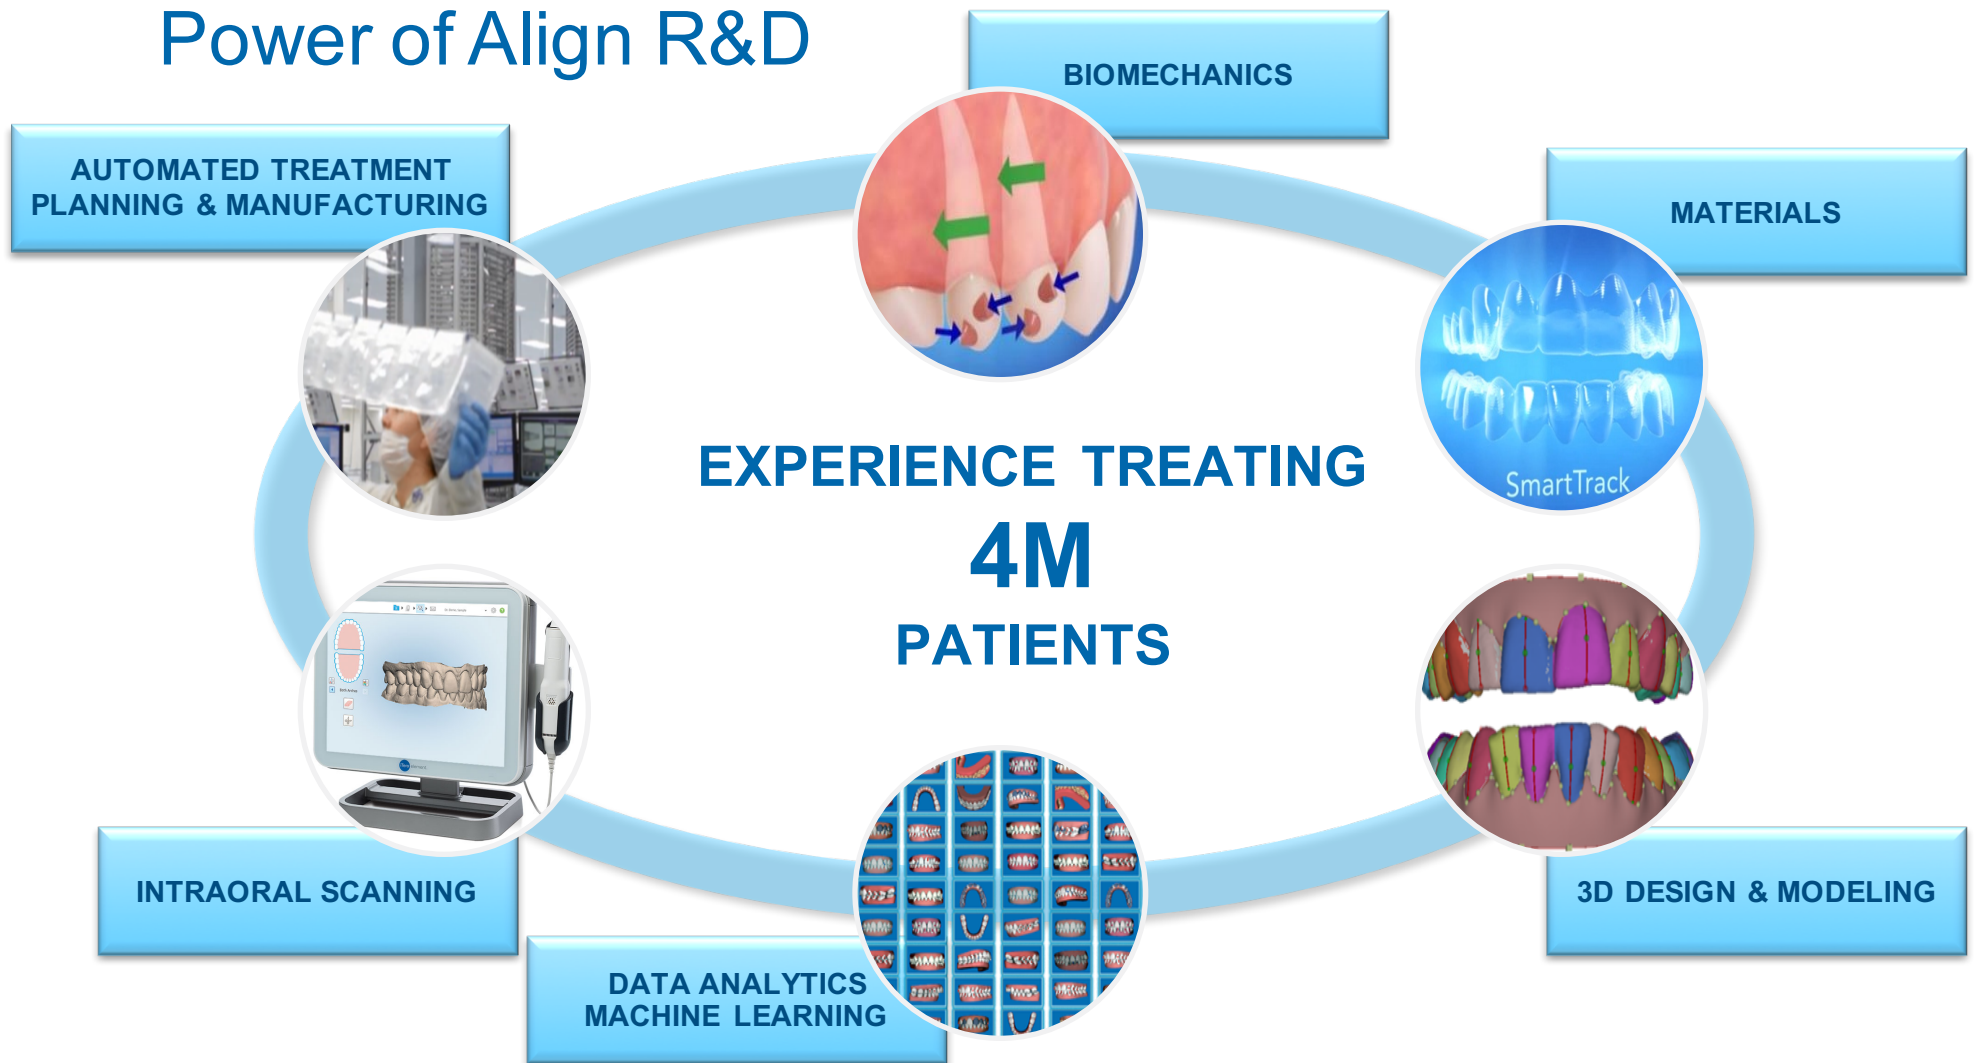 Power of Align R&D
BIOMECHANICS
AUTOMATED TREATMENT
PLANNING & MANUFACTURING
MATERIALS
SmartTrack
EXPERIENCE TREATING
4M
PATIENTS
INTRAORAL SCANNING
3D DESIGN & MODELING
DATA ANALYTICS
MACHINE LEARNING